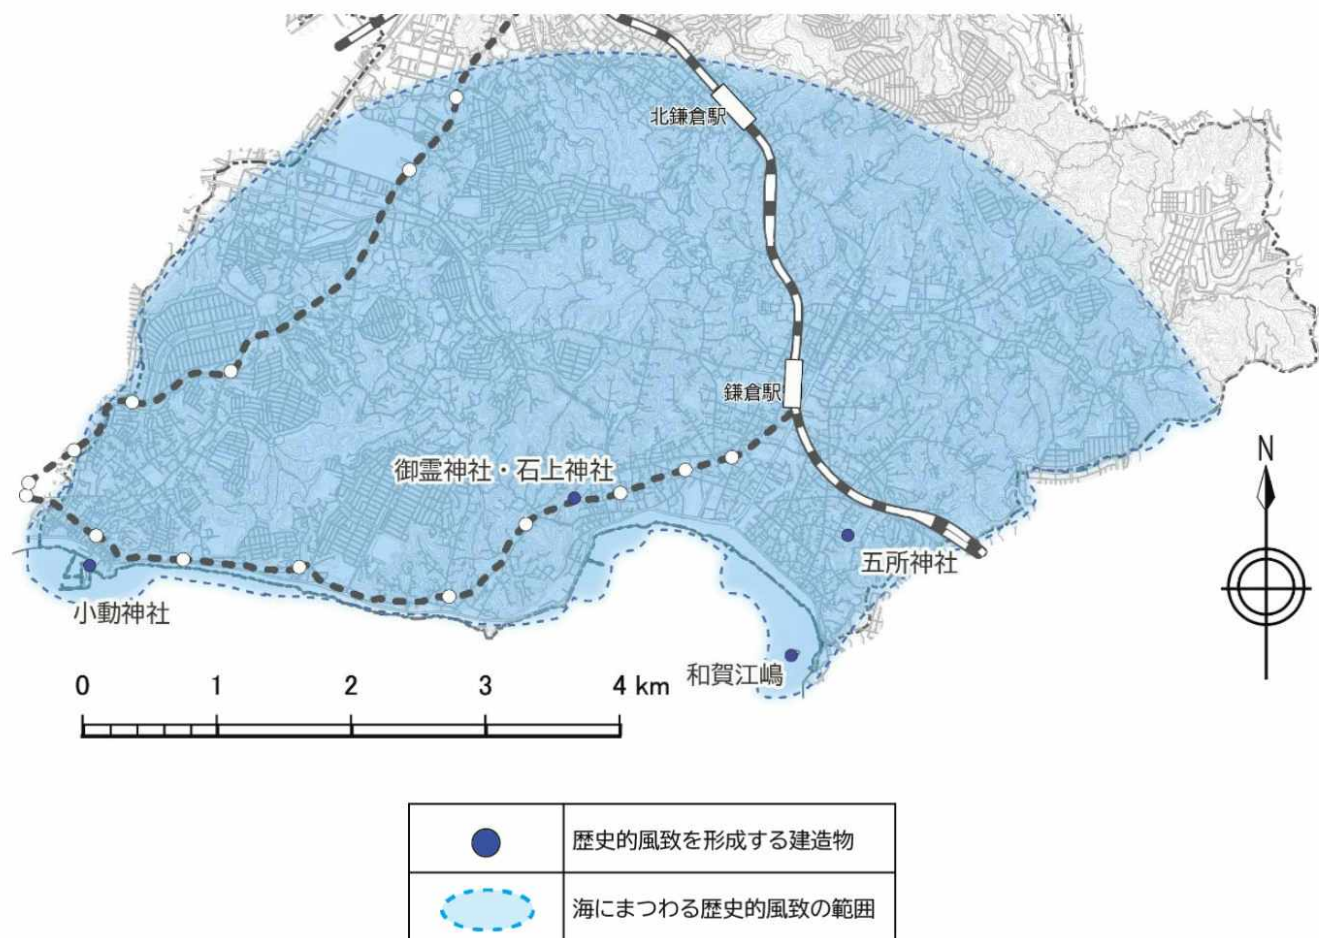 北鎌倉駅
鎌倉駅
N
御霊神社・石上神社
五所神社
小動神社
和賀江嶋
0 1 2 3 4 km
歴史的風致を形成する建造物
海にまつわる歴史的風致の範囲